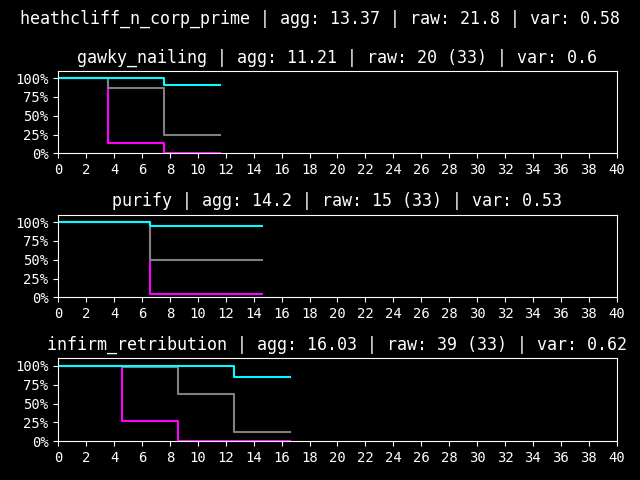 heathcliff_n_corp_prime | agg: 13.37 | raw: 21.8 | var: 0.58
gawky_nailing | agg: 11.21 | raw: 20 (33) | var: 0.6
100%
75%
50%
25%
0%
0 2 4 6 8 10 12 14 16 18 20 22 24 26 28 30 32 34 36 38 40
purify | agg: 14.2 | raw: 15 (33) | var: 0.53
100%
75%
50%
25%
0%
0 2 4 6 8 10 12 14 16 18 20 22 24 26 28 30 32 34 36 38 40
infirm_retribution | agg: 16.03 | raw: 39 (33) | var: 0.62
100%
75%
50%
25%
0%
0 2 4 6 8 10 12 14 16 18 20 22 24 26 28 30 32 34 36 38 40